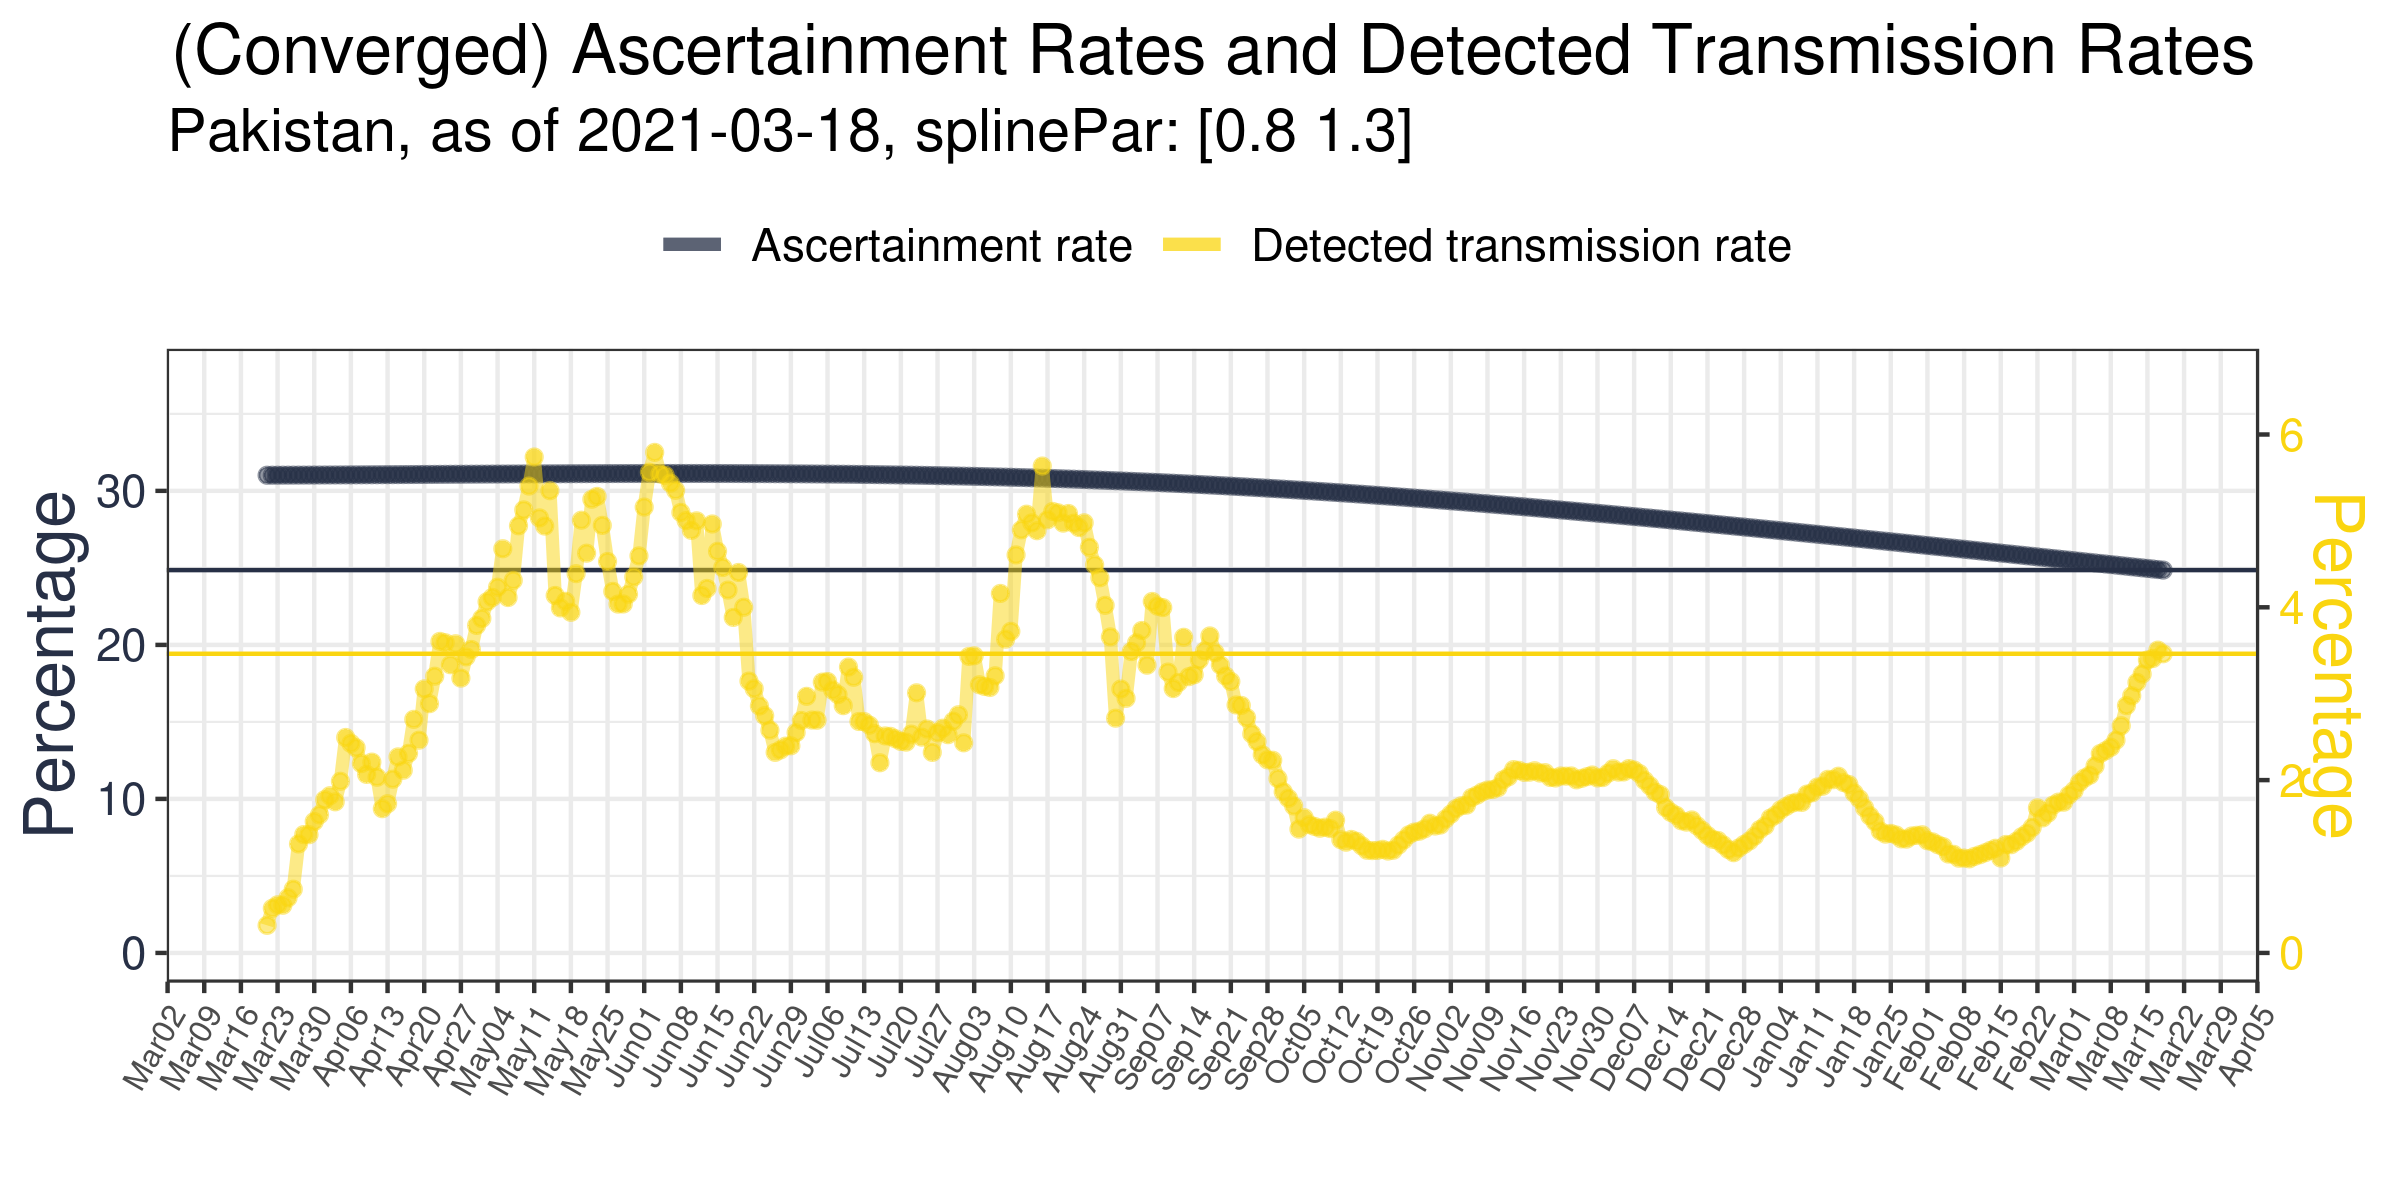 (Converged) Ascertainment Rates and Detected Transmission Rates
Pakistan, as of 2021-03-18, splinePar: [0.8 1.3]
Ascertainment rate
Detected transmission rate
Percentage
30
20
10
0
6
4
2
0
Percentage
Mar02
Mar09
Mar16
Mar23
Mar30
Apr06
Apr13
Apr20
Apr27
May04
May11
May18
May25
Jun01
Jun08
Jun15
Jun22
Jun29
Jul06
Jul13
Jul20
Jul27
Aug03
Aug10
Aug17
Aug24
Aug31
Sep07
Sep14
Sep21
Sep28
Oct05
Oct12
Oct19
Oct26
Nov02
Nov09
Nov16
Nov23
Nov30
Dec07
Dec14
Dec21
Dec28
Jan04
Jan11
Jan18
Jan25
Feb01
Feb08
Feb15
Feb22
Mar01
Mar08
Mar15
Mar22
Mar29
Apr05